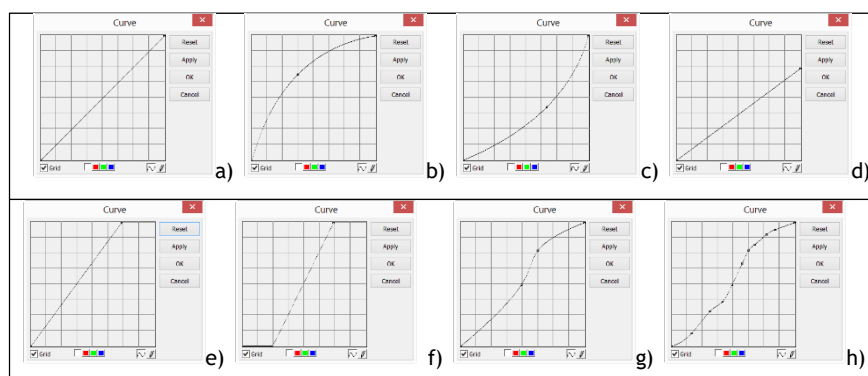 Curve
Reset
Apply
OK
Cancel
Grid
a)
Curve
Reset
Apply
OK
Cancel
Grid
b)
Curve
Reset
Apply
OK
Cancel
Grid
c)
Curve
Reset
Apply
OK
Cancel
Grid
d)
Curve
Reset
Apply
OK
Cancel
Grid
e)
Curve
Reset
Apply
OK
Cancel
Grid
f)
Curve
Reset
Apply
OK
Cancel
Grid
g)
Curve
Reset
Apply
OK
Cancel
Grid
h)